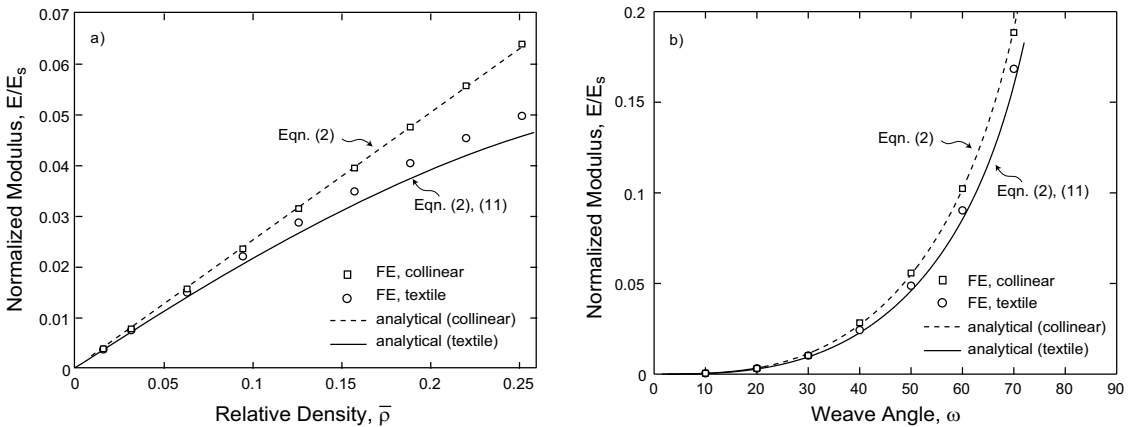 a)
0.07
0.06
0.05
0.04
0.03
0.02
0.01
0
Normalized Modulus, E/Eₛ
Eqn. (2)
Eqn. (2), (11)
FE, collinear
FE, textile
analytical (collinear)
analytical (textile)
0 0.05 0.1 0.15 0.2 0.25
Relative Density, ρ̅
b)
0.2
0.15
0.1
0.05
0
Normalized Modulus, E/Eₛ
Eqn. (2)
Eqn. (2), (11)
FE, collinear
FE, textile
analytical (collinear)
analytical (textile)
0 10 20 30 40 50 60 70 80 90
Weave Angle, ω